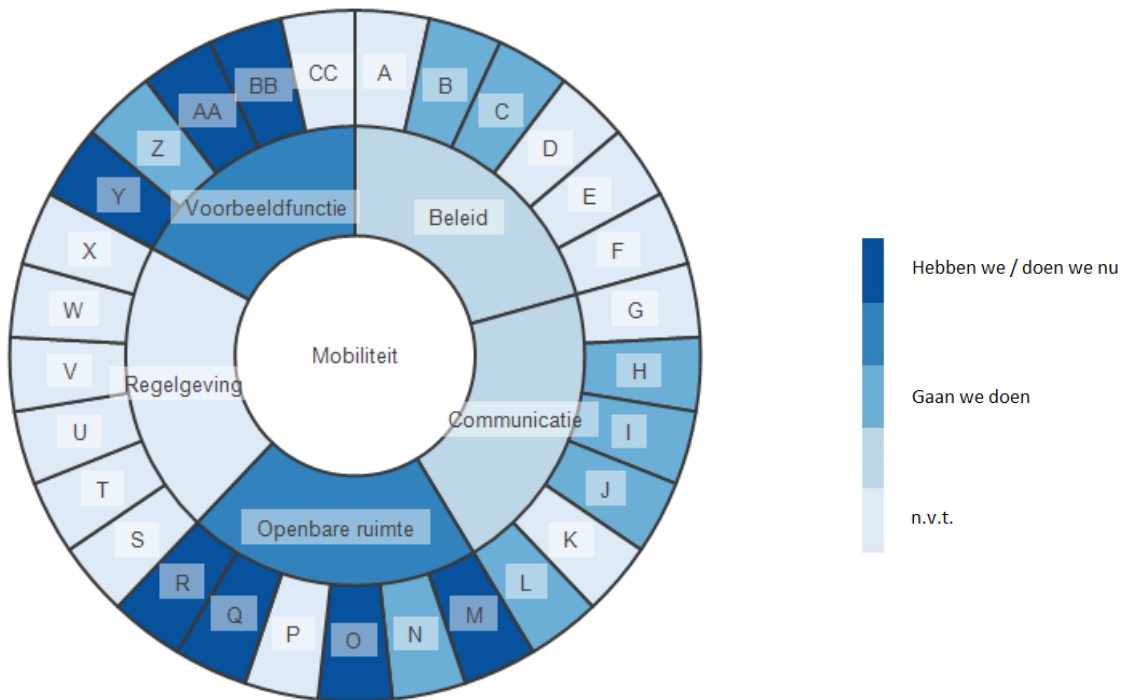 A
B
C
D
E
F
G
H
I
J
K
L
M
N
O
P
Q
R
S
T
U
V
W
X
Y
Z
AA
BB
CC
Voorbeeldfunctie
Beleid
Mobiliteit
Regelgeving
Communicatie
Openbare ruimte
Hebben we / doen we nu
Gaan we doen
n.v.t.